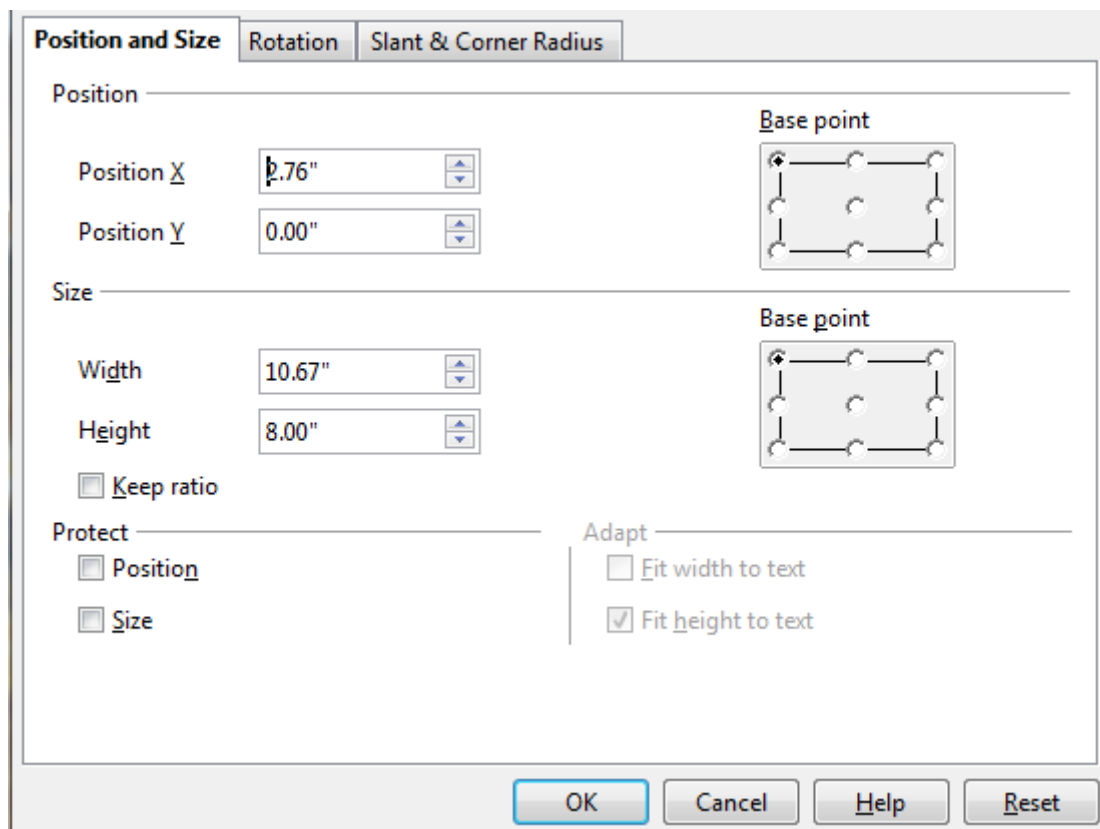 Position and Size Rotation Slant & Corner Radius
Position
Base point
Position X 2.76"
Position Y 0.00"
Size
Base point
Width 10.67"
Height 8.00"
Keep ratio
Protect Adapt
Position Fit width to text
Size Fit height to text
OK Cancel Help Reset